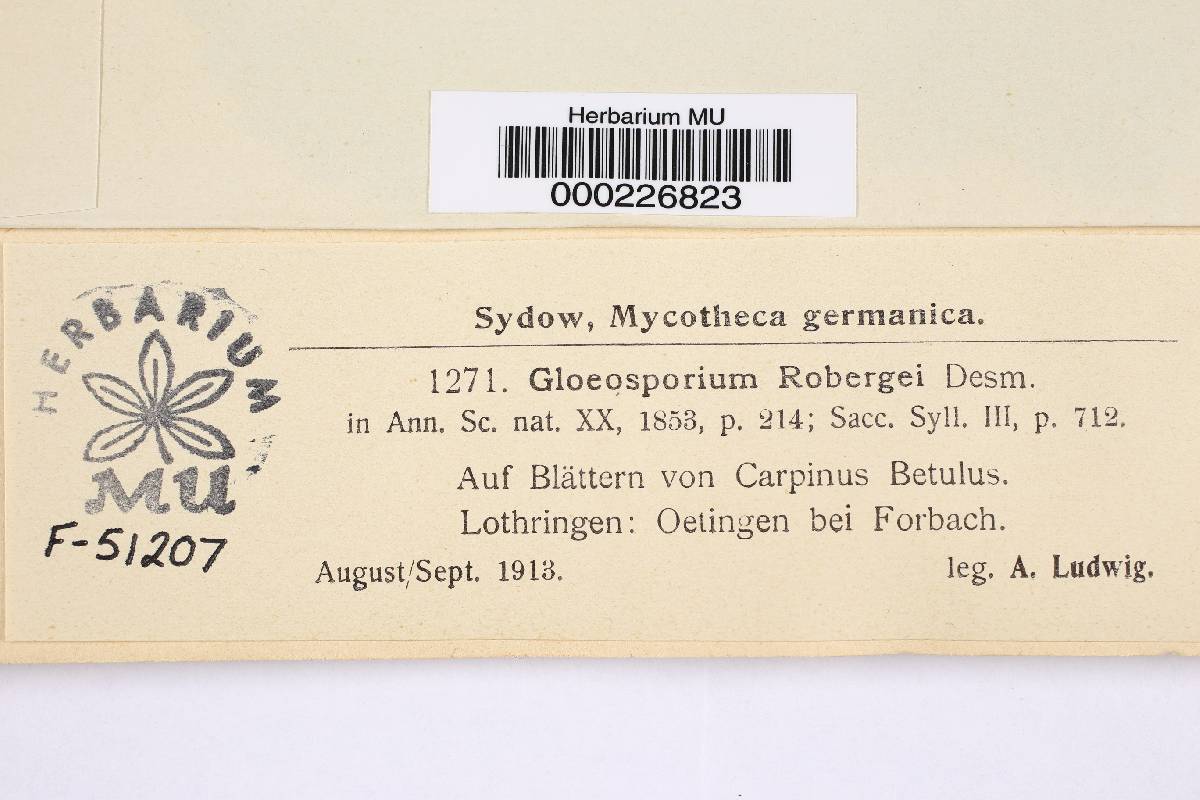 Herbarium MU
000226823
HERBARIUM
MU
F-51207
Sydow, Mycotheca germanica.
1271. Gloeosporium Robergei Desm.
in Ann. Sc. nat. XX, 1853, p. 214; Sacc. Syll. III, p. 712.
Auf Blättern von Carpinus Betulus.
Lothringen: Oetingen bei Forbach.
August/Sept. 1913. leg. A. Ludwig.